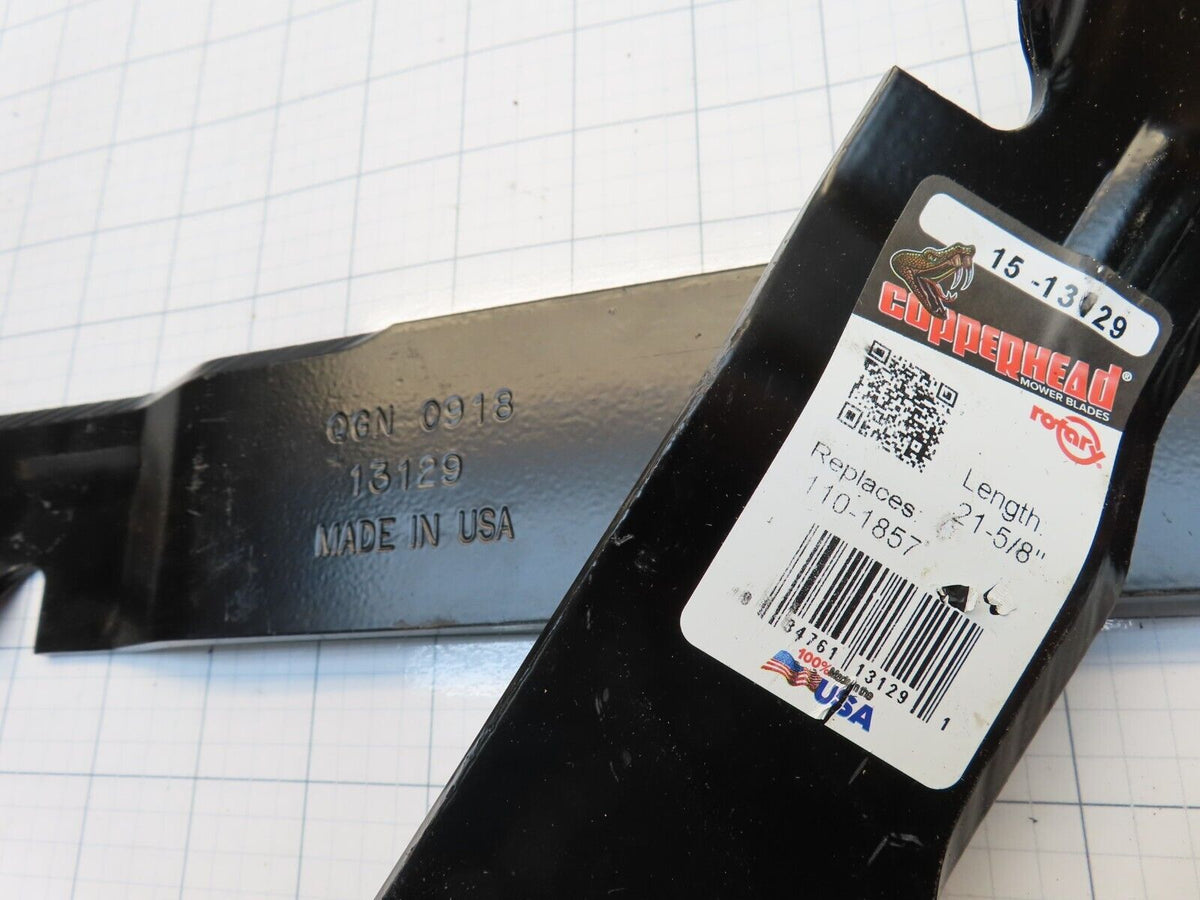 QGN 0918
13129
MADE IN USA
15-13129
COPPERHEAD®
MOWER BLADES
rotary
Replaces:
110-1857
Length:
21-5/8"
0 34761 13129 1
100% Made in the
USA